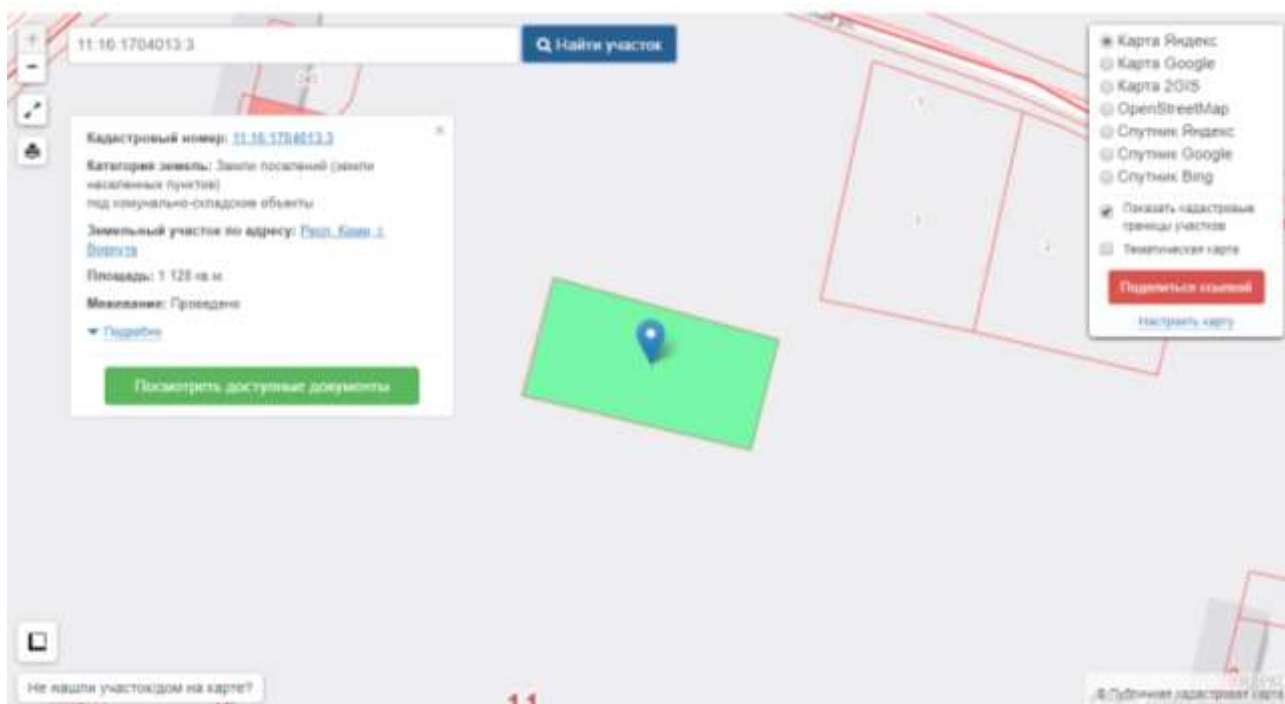 11:16:1704013:3
Найти участок
Кадастровый номер: 11:16:1704013:3
Категория земель: Земли поселений (земли
населенных пунктов)
под комунально-складские объекты
Земельный участок по адресу: Респ. Коми, г.
Воркута
Площадь: 1 128 кв.м.
Межевание: Проведено
Подробно
Посмотреть доступные документы
Карта Яндекс
Карта Google
Карта 2GIS
OpenStreetMap
Спутник Яндекс
Спутник Google
Спутник Bing
Показать кадастровые
границы участков
Тематическая карта
Поделиться ссылкой
Настроить карту
Не нашли участок/дом на карте?
11
© Публичная кадастровая карта